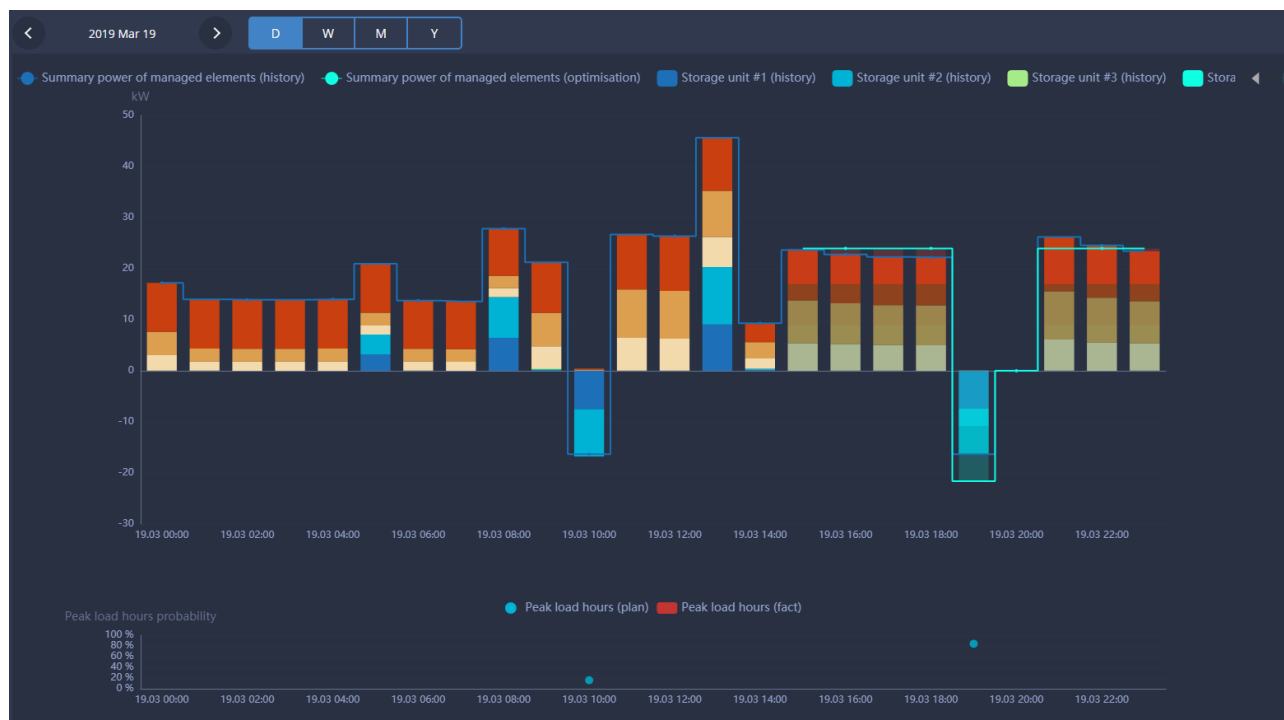 2019 Mar 19 D W M Y
Summary power of managed elements (history) Summary power of managed elements (optimisation) Storage unit #1 (history) Storage unit #2 (history) Storage unit #3 (history) Stora
kW
50
40
30
20
10
0
-10
-20
-30
19.03 00:00 19.03 02:00 19.03 04:00 19.03 06:00 19.03 08:00 19.03 10:00 19.03 12:00 19.03 14:00 19.03 16:00 19.03 18:00 19.03 20:00 19.03 22:00
Peak load hours (plan) Peak load hours (fact)
Peak load hours probability
100 %
80 %
60 %
40 %
20 %
0 %
19.03 00:00 19.03 02:00 19.03 04:00 19.03 06:00 19.03 08:00 19.03 10:00 19.03 12:00 19.03 14:00 19.03 16:00 19.03 18:00 19.03 20:00 19.03 22:00